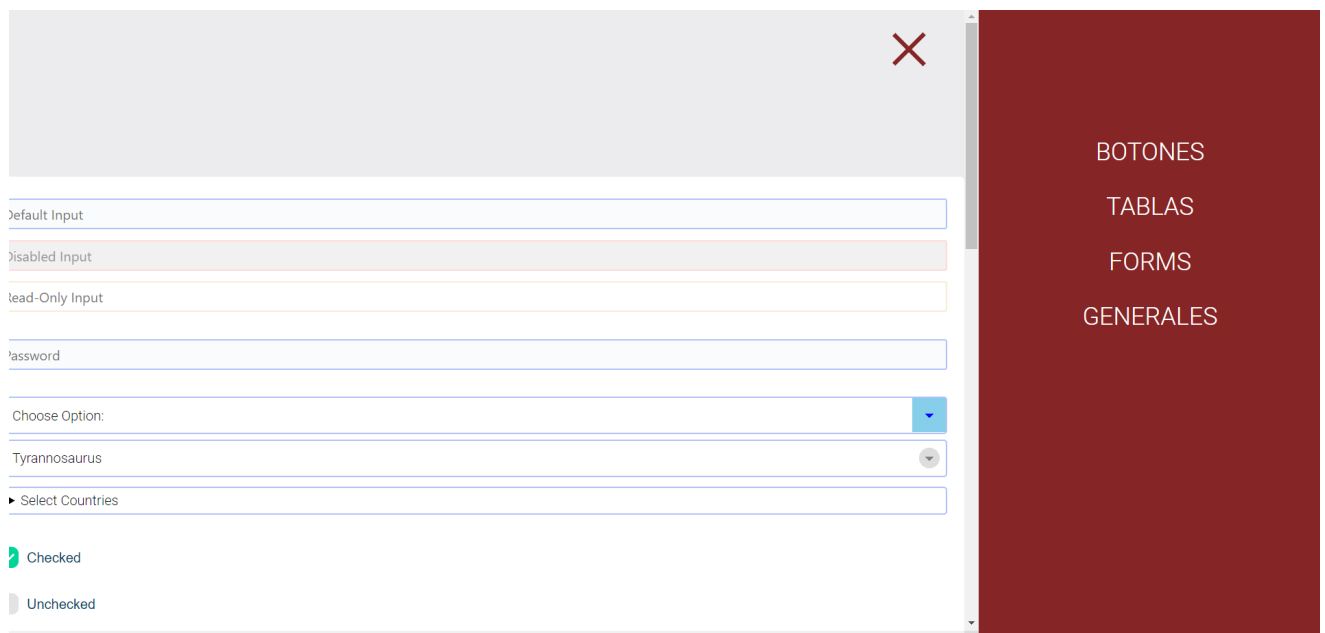 Default Input
Disabled Input
Read-Only Input
Password
Choose Option:
Tyrannosaurus
Select Countries
Checked
Unchecked
BOTONES
TABLAS
FORMS
GENERALES